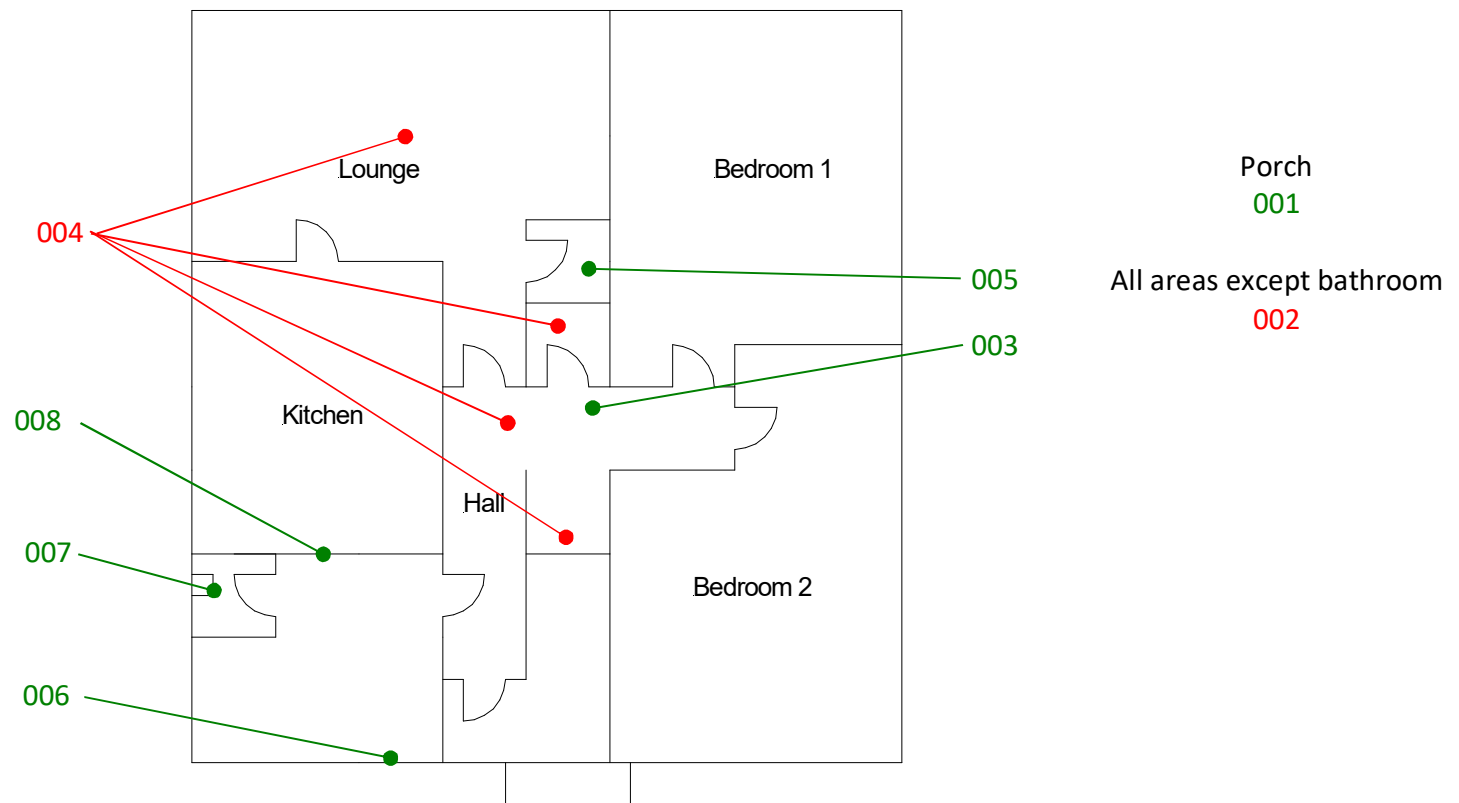 Lounge
Bedroom 1
Porch
001
004
005
All areas except bathroom
002
003
Kitchen
008
Hall
007
Bedroom 2
006